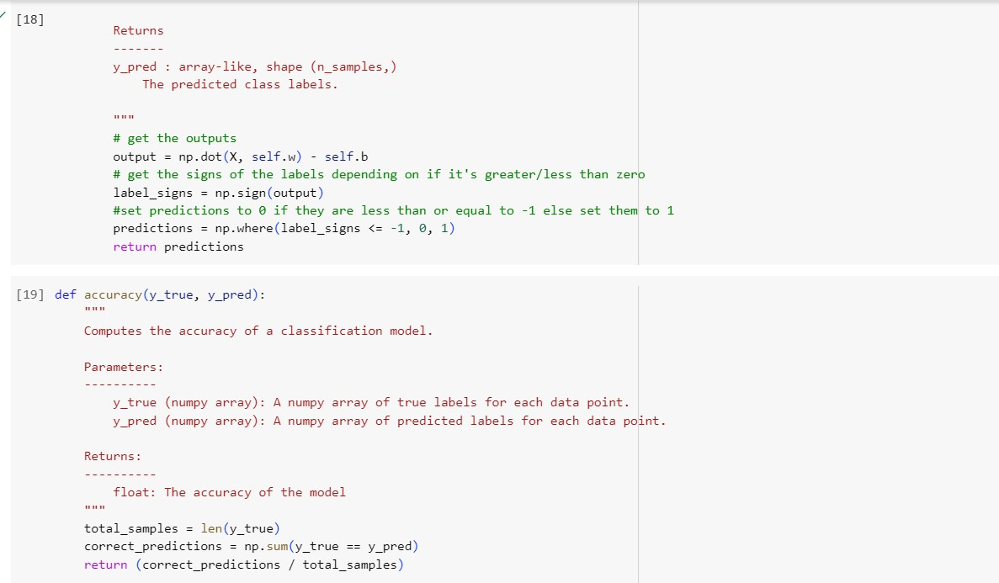 [18]
Returns
-------
y_pred : array-like, shape (n_samples,)
The predicted class labels.
"""
# get the outputs
output = np.dot(X, self.w) - self.b
# get the signs of the labels depending on if it's greater/less than zero
label_signs = np.sign(output)
#set predictions to 0 if they are less than or equal to -1 else set them to 1
predictions = np.where(label_signs <= -1, 0, 1)
return predictions
[19] def accuracy(y_true, y_pred):
"""
Computes the accuracy of a classification model.
Parameters:
----------
y_true (numpy array): A numpy array of true labels for each data point.
y_pred (numpy array): A numpy array of predicted labels for each data point.
Returns:
----------
float: The accuracy of the model
"""
total_samples = len(y_true)
correct_predictions = np.sum(y_true == y_pred)
return (correct_predictions / total_samples)